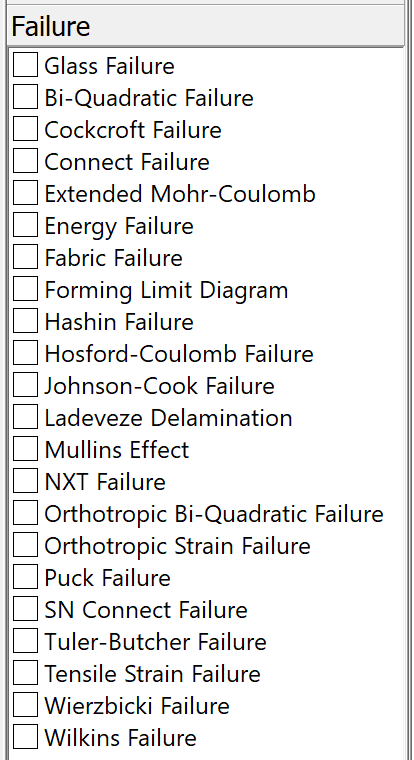 Failure
Glass Failure
Bi-Quadratic Failure
Cockcroft Failure
Connect Failure
Extended Mohr-Coulomb
Energy Failure
Fabric Failure
Forming Limit Diagram
Hashin Failure
Hosford-Coulomb Failure
Johnson-Cook Failure
Ladeveze Delamination
Mullins Effect
NXT Failure
Orthotropic Bi-Quadratic Failure
Orthotropic Strain Failure
Puck Failure
SN Connect Failure
Tuler-Butcher Failure
Tensile Strain Failure
Wierzbicki Failure
Wilkins Failure